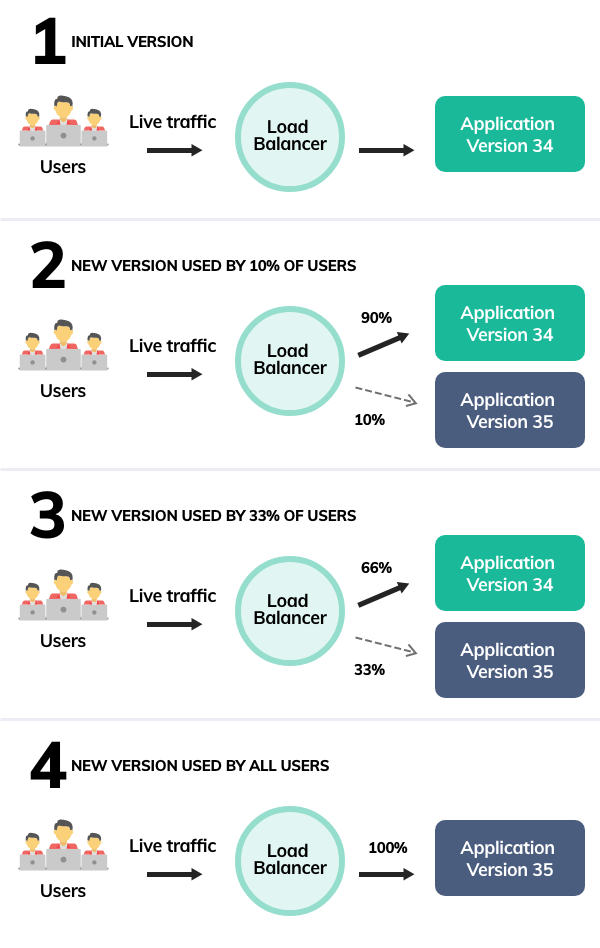 1 INITIAL VERSION
Live traffic
Users
Load
Balancer
Application
Version 34
2 NEW VERSION USED BY 10% OF USERS
Live traffic
Users
Load
Balancer
90%
10%
Application
Version 34
Application
Version 35
3 NEW VERSION USED BY 33% OF USERS
Live traffic
Users
Load
Balancer
66%
33%
Application
Version 34
Application
Version 35
4 NEW VERSION USED BY ALL USERS
Live traffic
Users
Load
Balancer
100%
Application
Version 35